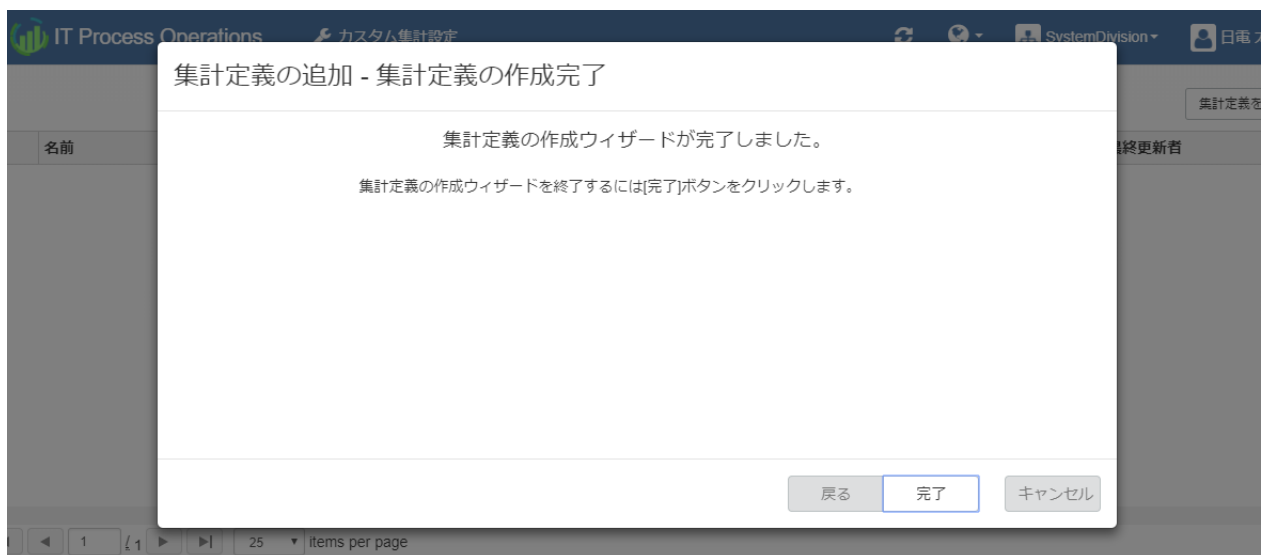 IT Process Operations カスタム集計設定 SystemDivision 日電
集計定義の追加 - 集計定義の作成完了
集計定義を
名前
終更新者
集計定義の作成ウィザードが完了しました。
集計定義の作成ウィザードを終了するには[完了]ボタンをクリックします。
戻る 完了 キャンセル
1 / 1 25 items per page